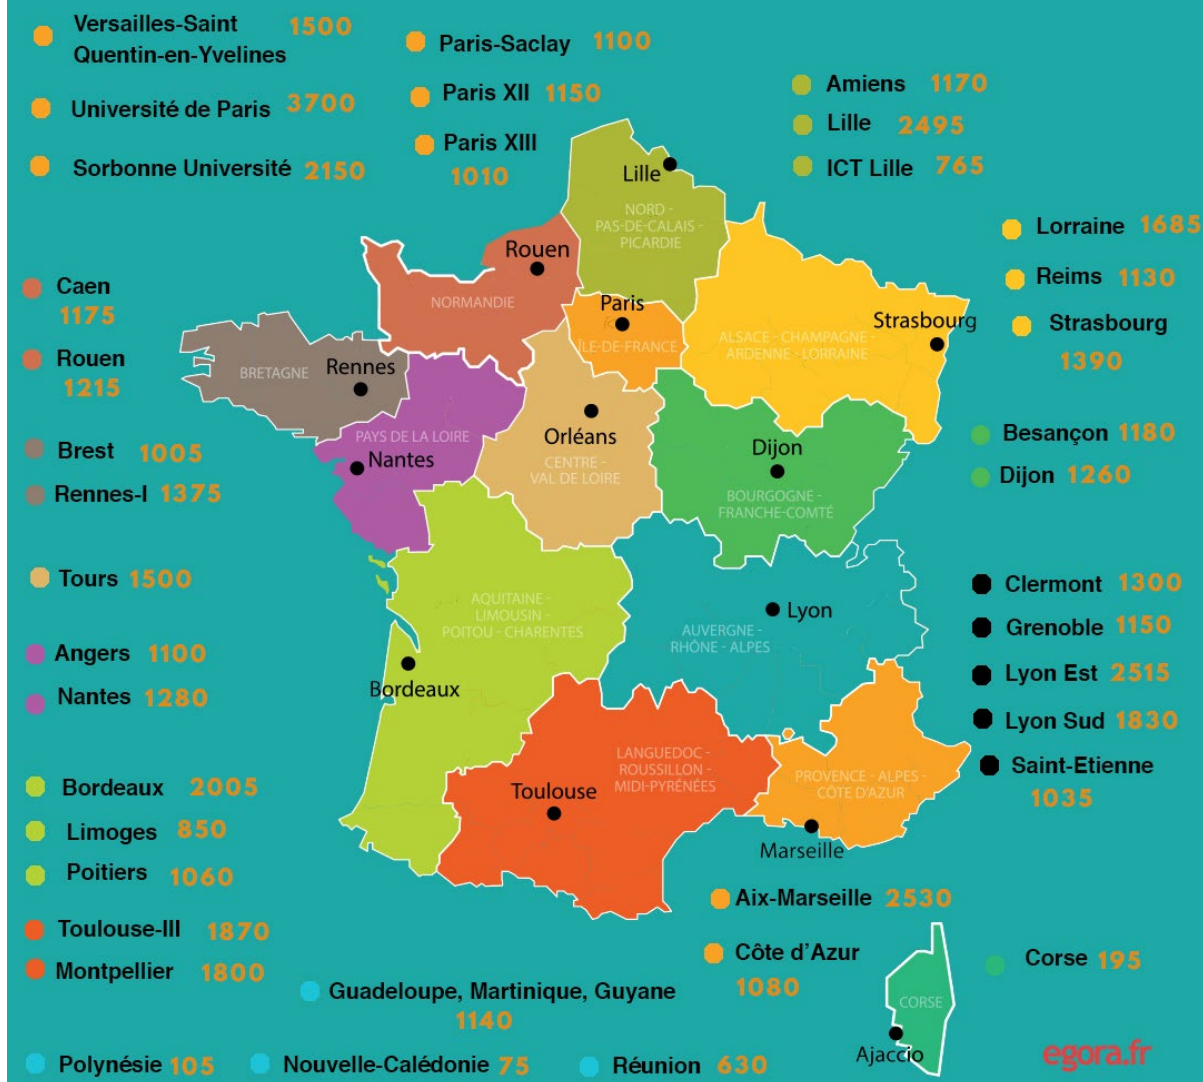 Versailles-Saint 1500
Quentin-en-Yvelines
Université de Paris 3700
Sorbonne Université 2150
Paris-Saclay 1100
Paris XII 1150
Paris XIII
1010
Amiens 1170
Lille 2495
ICT Lille 765
Lorraine 1685
Reims 1130
Strasbourg
1390
Caen
1175
Rouen
1215
Brest 1005
Rennes-I 1375
Tours 1500
Angers 1100
Nantes 1280
Bordeaux 2005
Limoges 850
Poitiers 1060
Toulouse-III 1870
Montpellier 1800
Lille
NORD -
PAS-DE-CALAIS -
PICARDIE
Rouen
NORMANDIE
Paris
ÎLE-DE-FRANCE
ALSACE - CHAMPAGNE -
ARDENNE - LORRAINE
Strasbourg
BRETAGNE
Rennes
PAYS DE LA LOIRE
Nantes
Orléans
CENTRE -
VAL DE LOIRE
Dijon
BOURGOGNE -
FRANCHE-COMTÉ
AQUITAINE -
LIMOUSIN -
POITOU - CHARENTES
Bordeaux
Lyon
AUVERGNE -
RHÔNE - ALPES
LANGUEDOC -
ROUSSILLON -
MIDI-PYRÉNÉES
Toulouse
PROVENCE - ALPES -
CÔTE D'AZUR
Marseille
Besançon 1180
Dijon 1260
Clermont 1300
Grenoble 1150
Lyon Est 2515
Lyon Sud 1830
Saint-Etienne
1035
Aix-Marseille 2530
Côte d'Azur
1080
Corse 195
CORSE
Ajaccio
Guadeloupe, Martinique, Guyane
1140
Polynésie 105
Nouvelle-Calédonie 75
Réunion 630
egora.fr